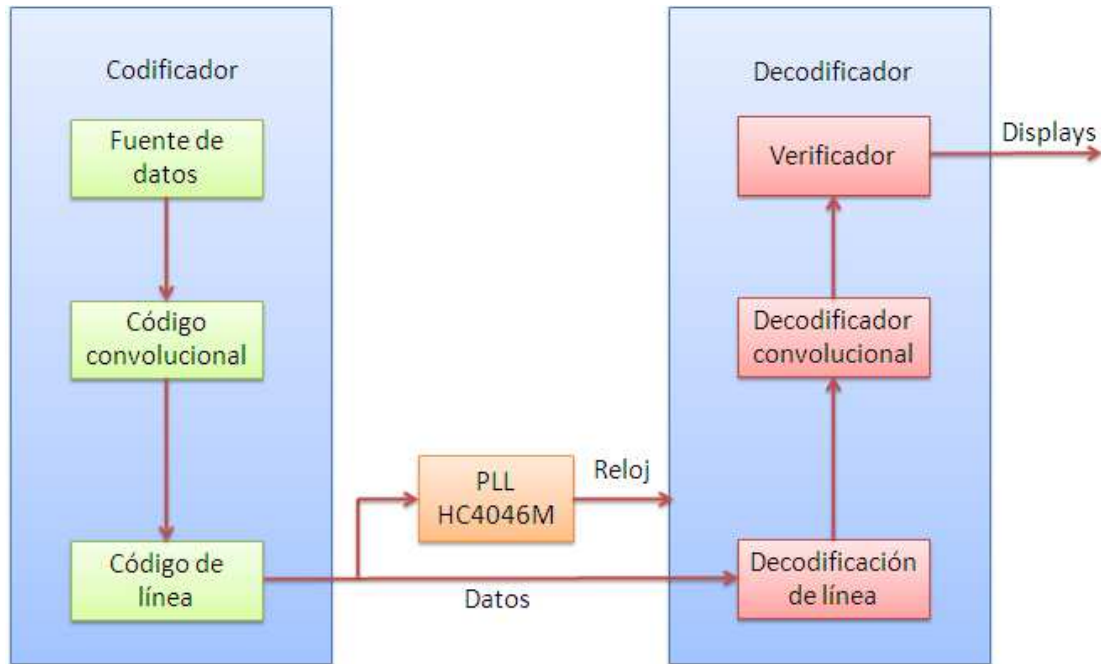 Codificador
Fuente de
datos
Código
convolucional
Código de
línea
PLL
HC4046M
Reloj
Datos
Decodificador
Verificador
Displays
Decodificador
convolucional
Decodificación
de línea